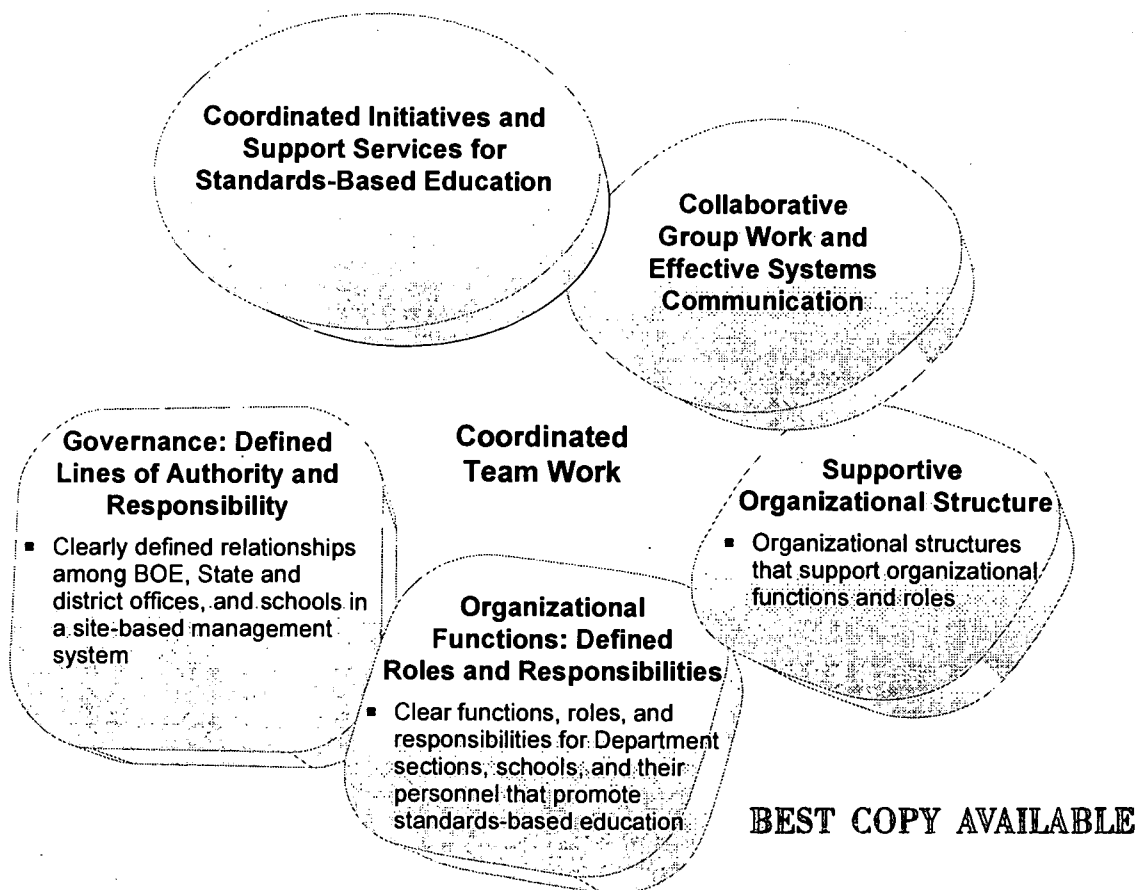 Coordinated Initiatives and
Support Services for
Standards-Based Education
Collaborative
Group Work and
Effective Systems
Communication
Governance: Defined
Lines of Authority and
Responsibility
▪ Clearly defined relationships
among BOE, State and
district offices, and schools in
a site-based management
system
Coordinated
Team Work
Supportive
Organizational Structure
▪ Organizational structures
that support organizational
functions and roles
Organizational
Functions: Defined
Roles and Responsibilities
▪ Clear functions, roles, and
responsibilities for Department
sections, schools, and their
personnel that promote
standards-based education
BEST COPY AVAILABLE